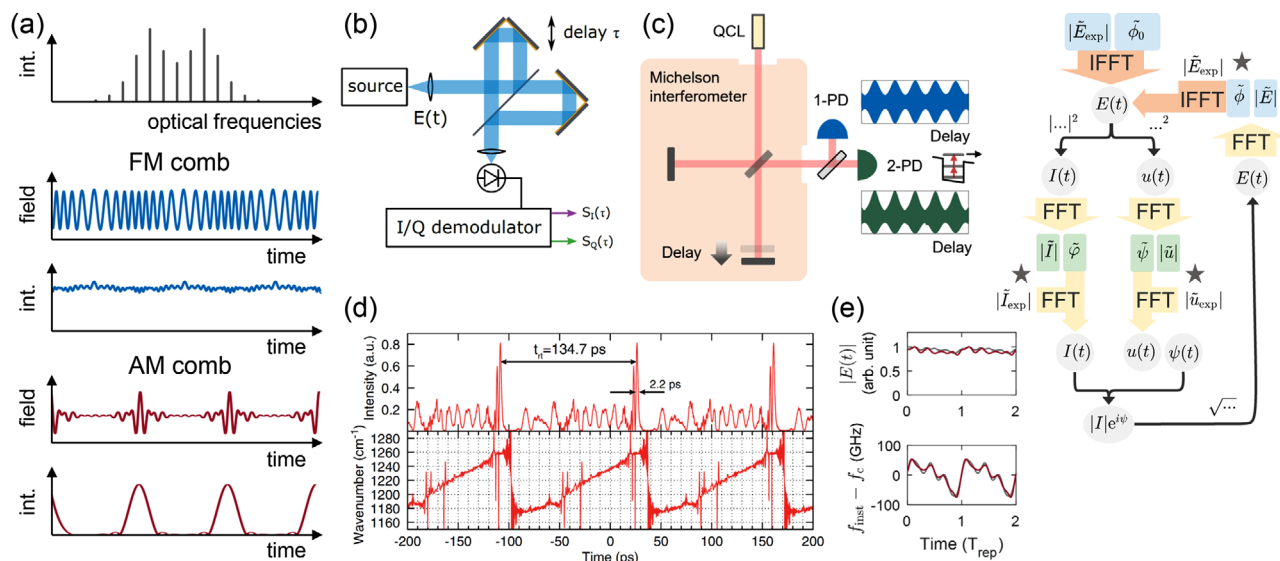 (a)
int.
optical frequencies
FM comb
field
time
int.
time
AM comb
field
time
int.
time
(b)
delay τ
source
E(t)
I/Q demodulator
S_I(τ)
S_Q(τ)
(c)
QCL
Michelson
interferometer
1-PD
Delay
2-PD
Delay
Delay
(d)
Intensity (a.u.)
0.8
0.6
0.4
0.2
t_rt=134.7 ps
2.2 ps
Wavenumber (cm⁻¹)
1280
1260
1240
1220
1200
1180
1160
-200 -150 -100 -50 0 50 100 150 200
Time (ps)
|Ẽ_exp| ϕ̃_0
IFFT
|Ẽ_exp|
IFFT
ϕ̃ |Ẽ|
E(t)
FFT
|...|² ...²
I(t) u(t) E(t)
FFT FFT
|Ĩ| φ̃ ψ̃ |ũ|
|Ĩ_exp| FFT FFT |ũ_exp|
I(t) u(t) ψ(t)
√...
|I|e^{iψ}
(e)
|E(t)|
(arb. unit)
1
0.5
0
0 1 2
f_inst − f_c (GHz)
100
0
-100
0 1 2
Time (T_rep)